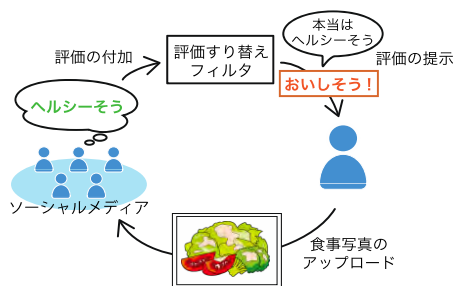 本当は
ヘルシーそう
評価の付加
評価すり替え
フィルタ
評価の提示
おいしそう！
ヘルシーそう
ソーシャルメディア
食事写真の
アップロード